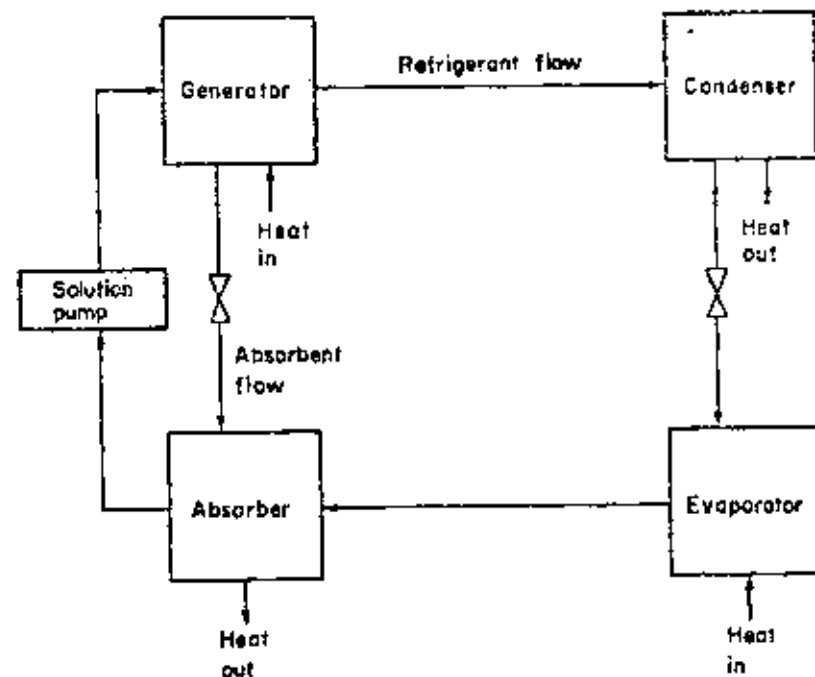 Refrigerant flow
Generator
Condenser
Heat
in
Heat
out
Solution
pump
Absorbent
flow
Absorber
Evaporator
Heat
out
Heat
in